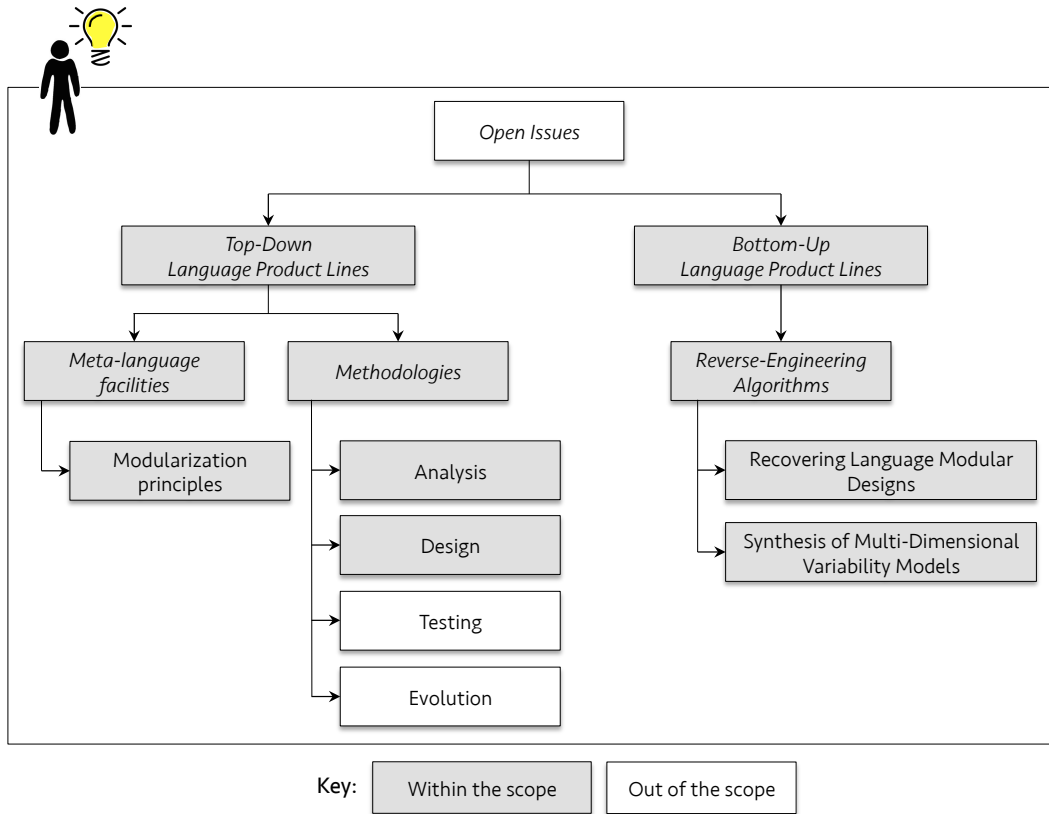 Open Issues
Top-Down
Language Product Lines
Bottom-Up
Language Product Lines
Meta-language
facilities
Methodologies
Reverse-Engineering
Algorithms
Modularization
principles
Analysis
Design
Testing
Evolution
Recovering Language Modular
Designs
Synthesis of Multi-Dimensional
Variability Models
Key:
Within the scope
Out of the scope